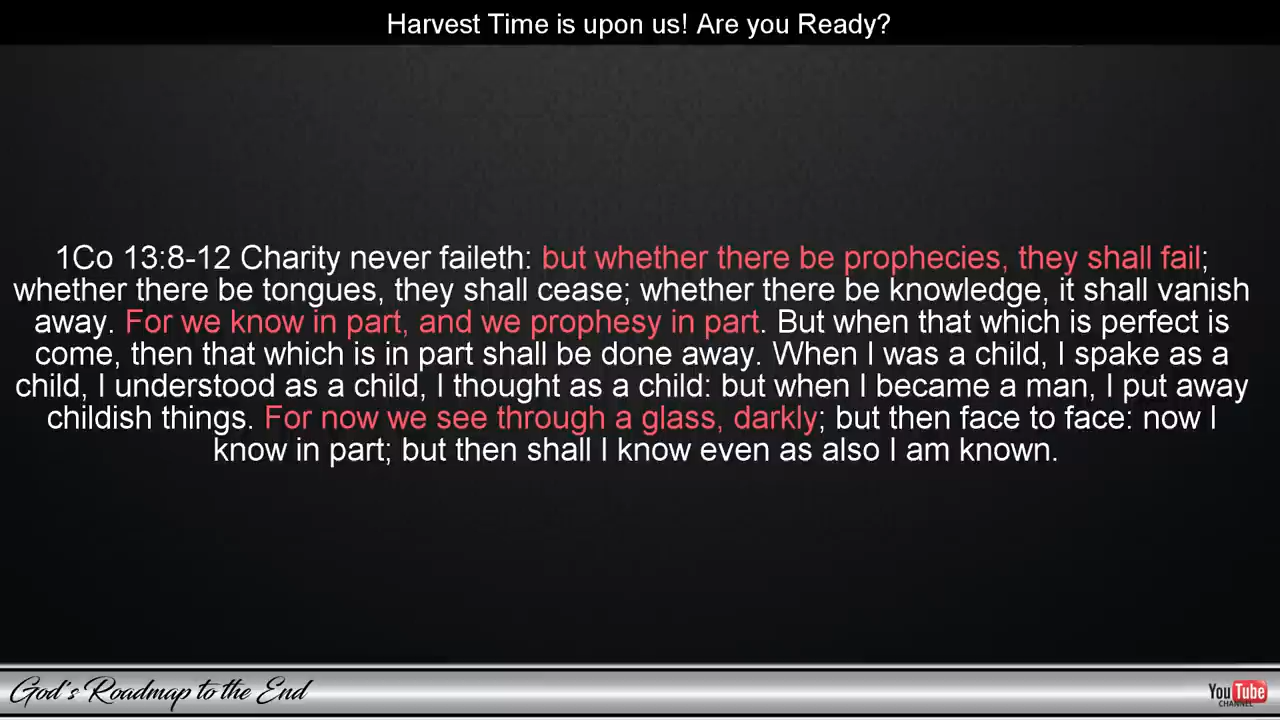 Harvest Time is upon us! Are you Ready?
1Co 13:8-12 Charity never faileth: but whether there be prophecies, they shall fail;
whether there be tongues, they shall cease; whether there be knowledge, it shall vanish
away. For we know in part, and we prophesy in part. But when that which is perfect is
come, then that which is in part shall be done away. When I was a child, I spake as a
child, I understood as a child, I thought as a child: but when I became a man, I put away
childish things. For now we see through a glass, darkly; but then face to face: now I
know in part; but then shall I know even as also I am known.
God's Roadmap to the End
YouTube
CHANNEL